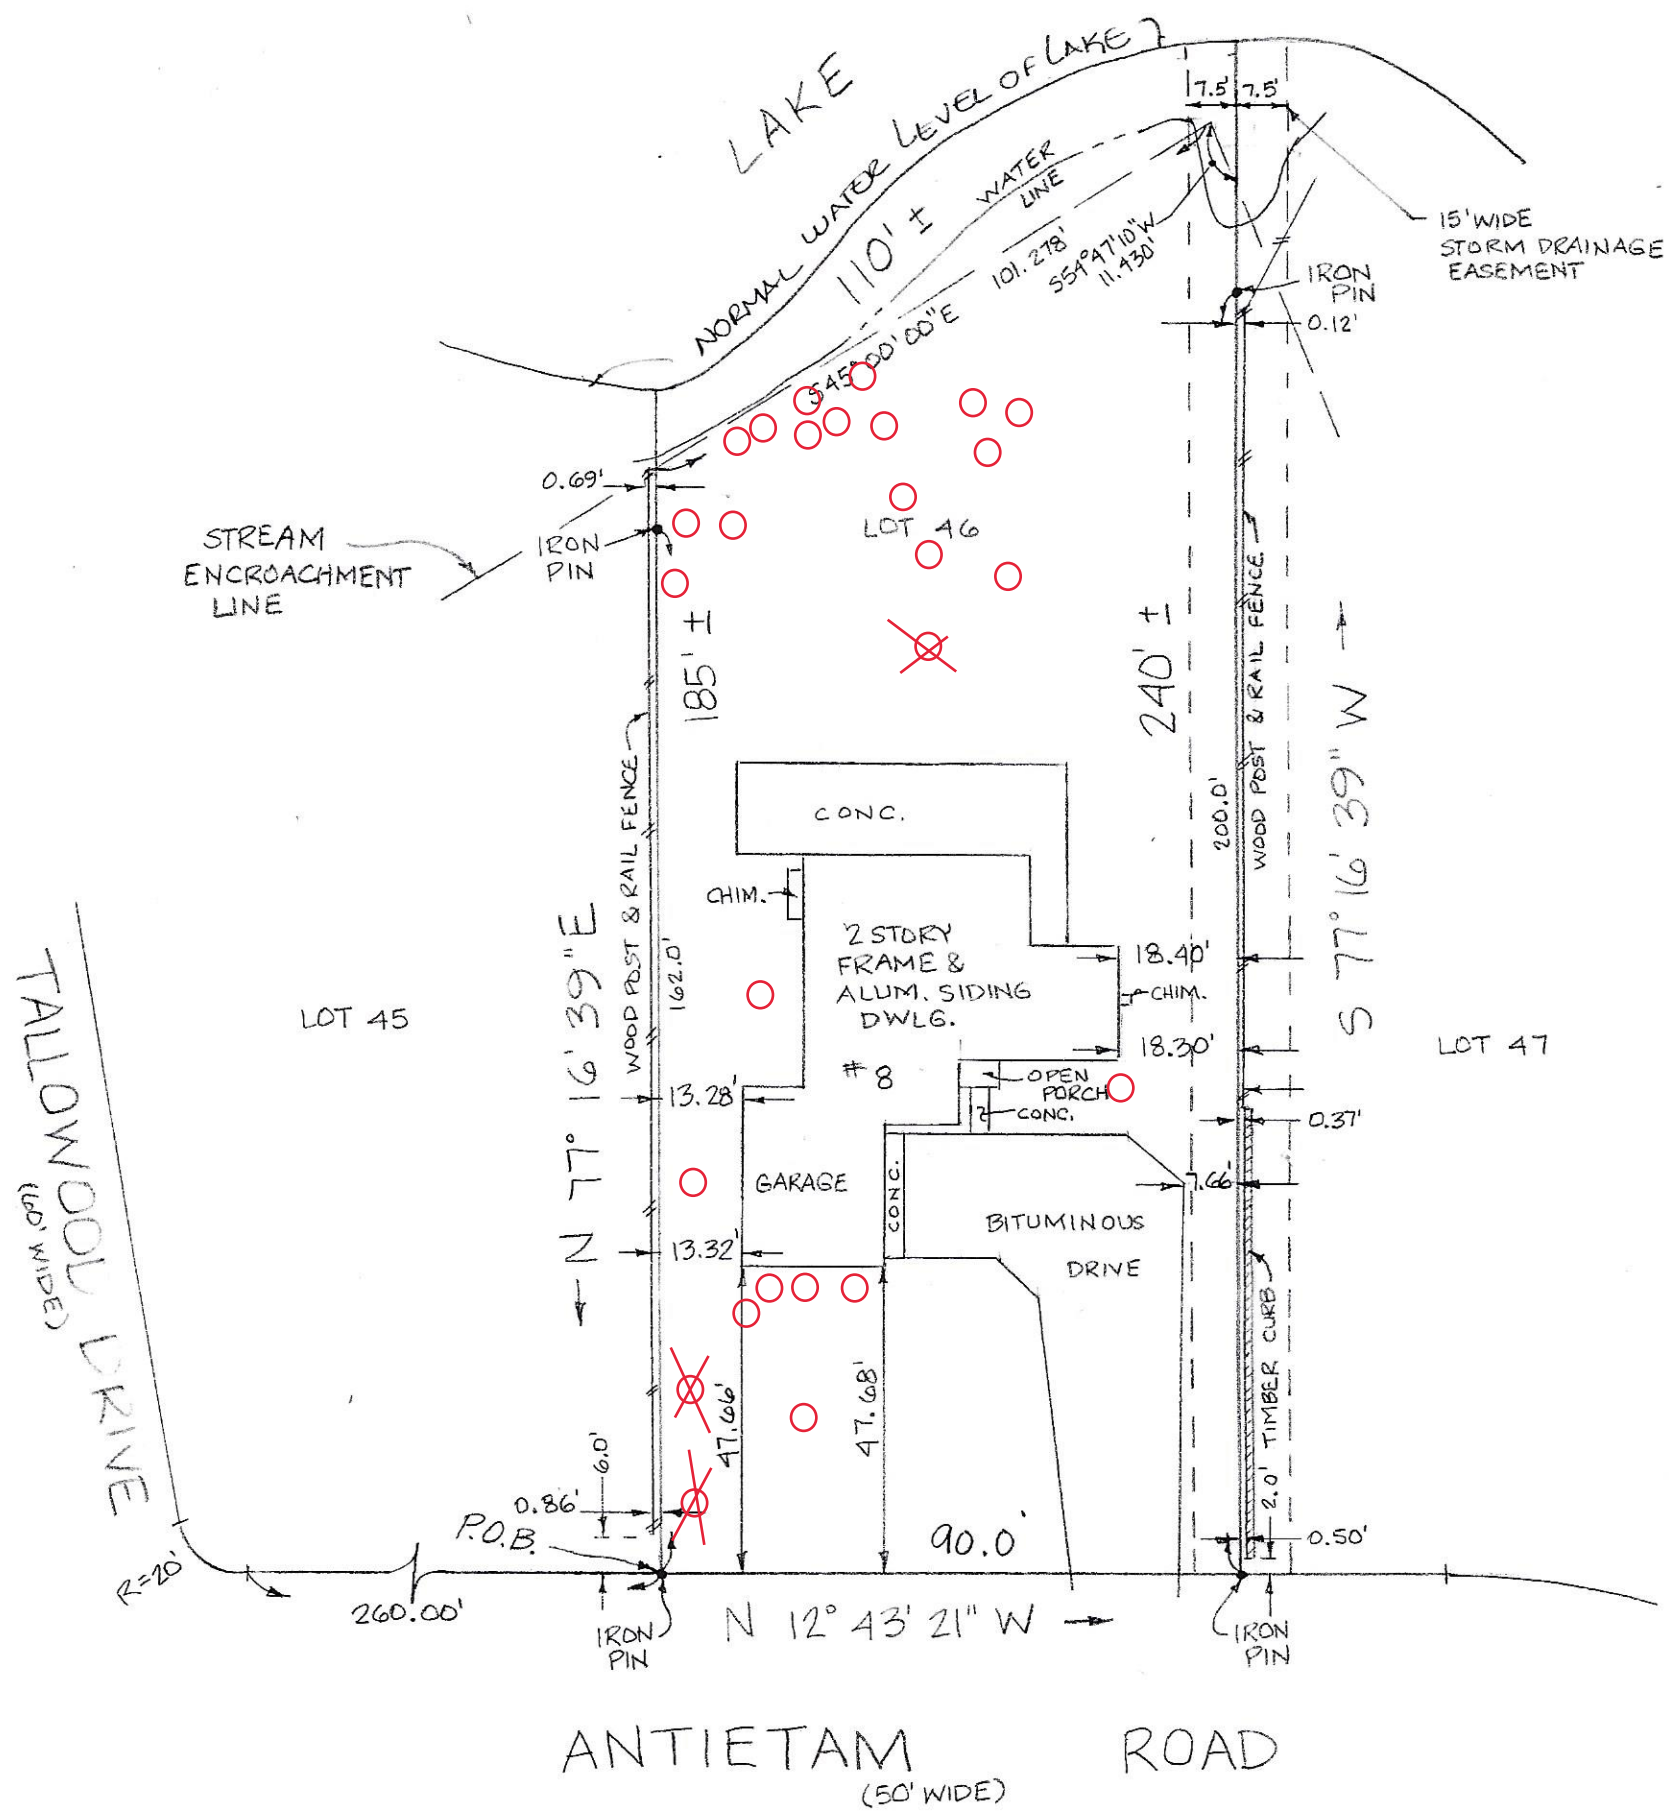 LAKE
NORMAL WATER LEVEL OF LAKE
7.5' 7.5'
110' ±
WATER
LINE
101.278'
S54°47'10"W
11.430'
S45°00'00"E
15' WIDE
STORM DRAINAGE
EASEMENT
IRON
PIN
0.12'
0.69'
STREAM
ENCROACHMENT
LINE
IRON
PIN
LOT 46
185' ±
240' ±
WOOD POST & RAIL FENCE
WOOD POST & RAIL FENCE
S 77° 16' 39" W
200.0'
CONC.
CHIM.
2 STORY
FRAME &
ALUM. SIDING
DWLG.
# 8
18.40'
CHIM.
18.30'
OPEN
PORCH
CONC.
N 77° 16' 39" E
162.0'
LOT 45
LOT 47
TALLOWOOD DRIVE
(60' WIDE)
13.28'
0.37'
7.66'
GARAGE
CONC.
BITUMINOUS
DRIVE
13.32'
2.0' TIMBER CURB
47.66'
47.68'
6.0'
0.86'
P.O.B.
90.0'
0.50'
R=20'
260.00'
IRON
PIN
N 12° 43' 21" W
IRON
PIN
ANTIETAM ROAD
(50' WIDE)